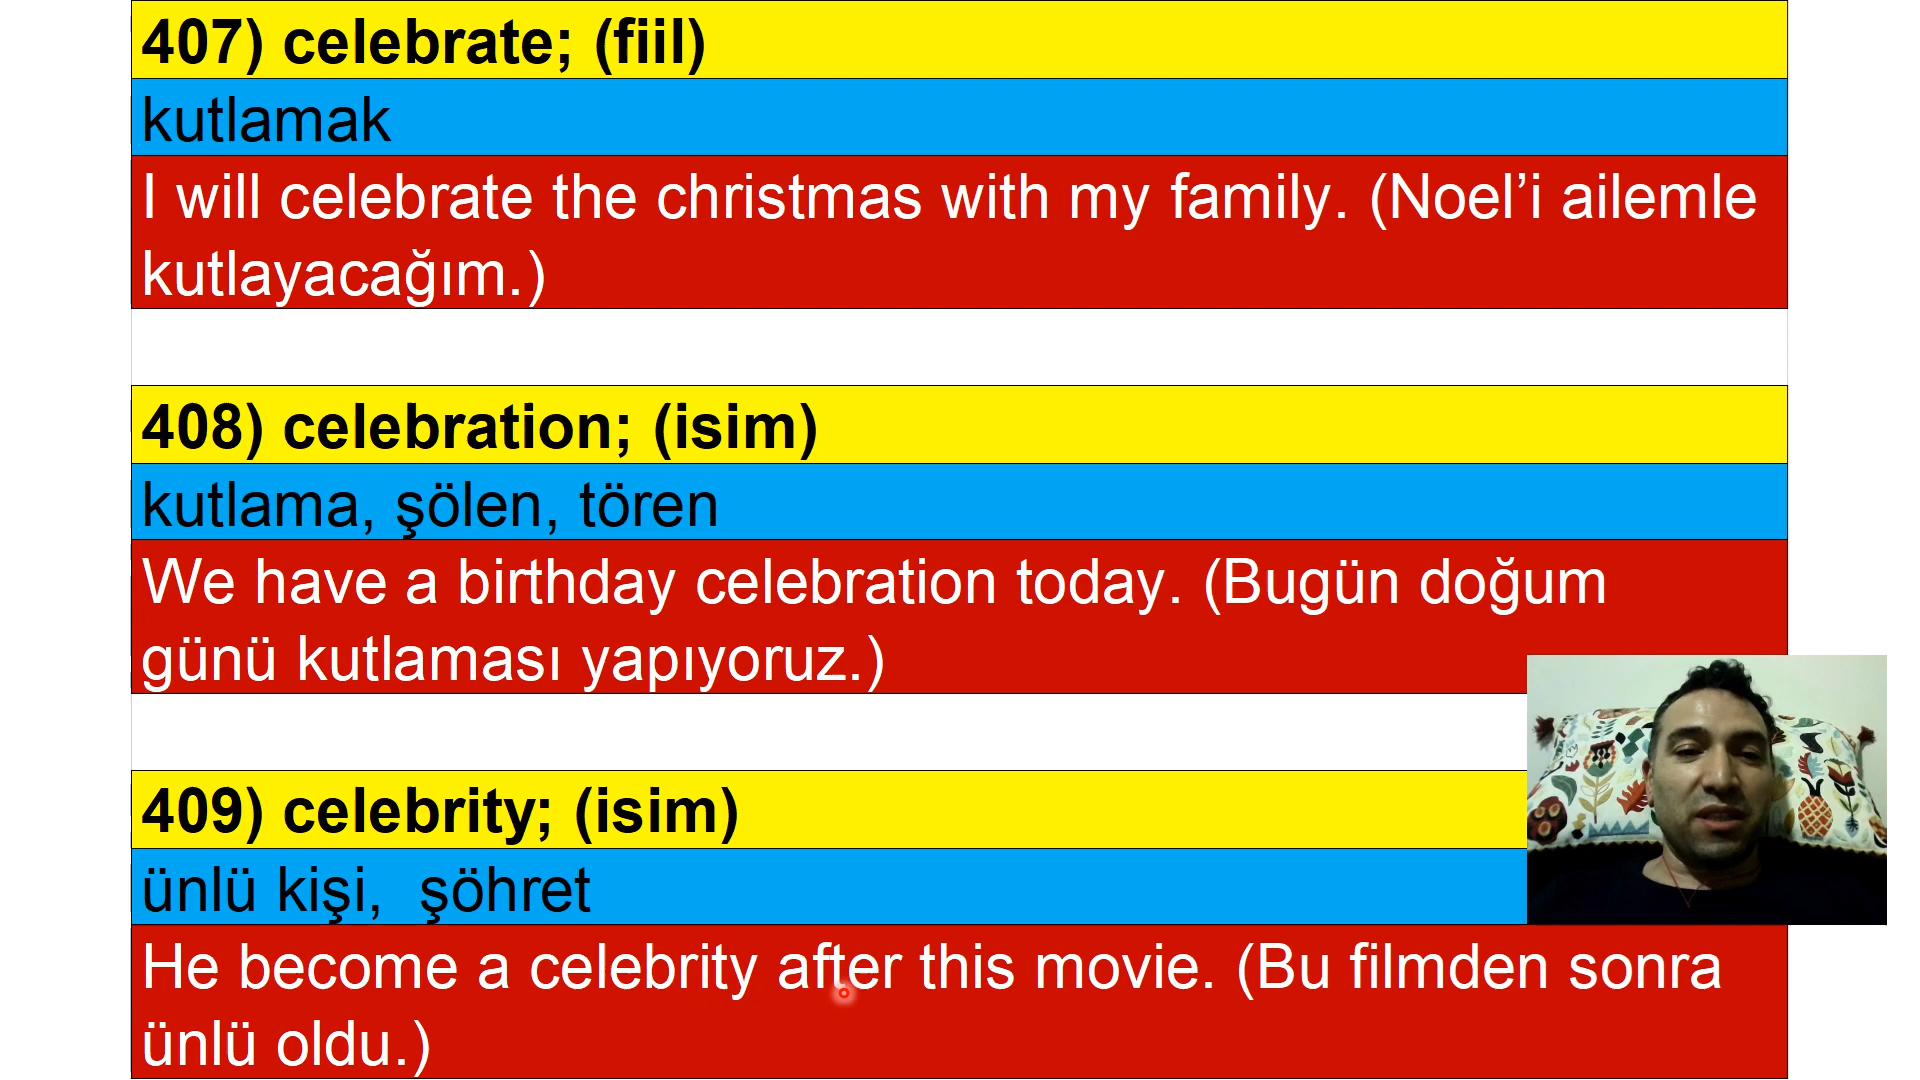 407) celebrate; (fiil)
kutlamak
I will celebrate the christmas with my family. (Noel’i ailemle
kutlayacağım.)
408) celebration; (isim)
kutlama, şölen, tören
We have a birthday celebration today. (Bugün doğum
günü kutlaması yapıyoruz.)
409) celebrity; (isim)
ünlü kişi,  şöhret
He become a celebrity after this movie. (Bu filmden sonra
ünlü oldu.)